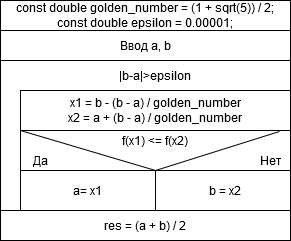 const double golden_number = (1 + sqrt(5)) / 2;
const double epsilon = 0.00001;
Ввод a, b
|b-a|>epsilon
x1 = b - (b - a) / golden_number
x2 = a + (b - a) / golden_number
f(x1) <= f(x2)
Да Нет
a= x1 b = x2
res = (a + b) / 2